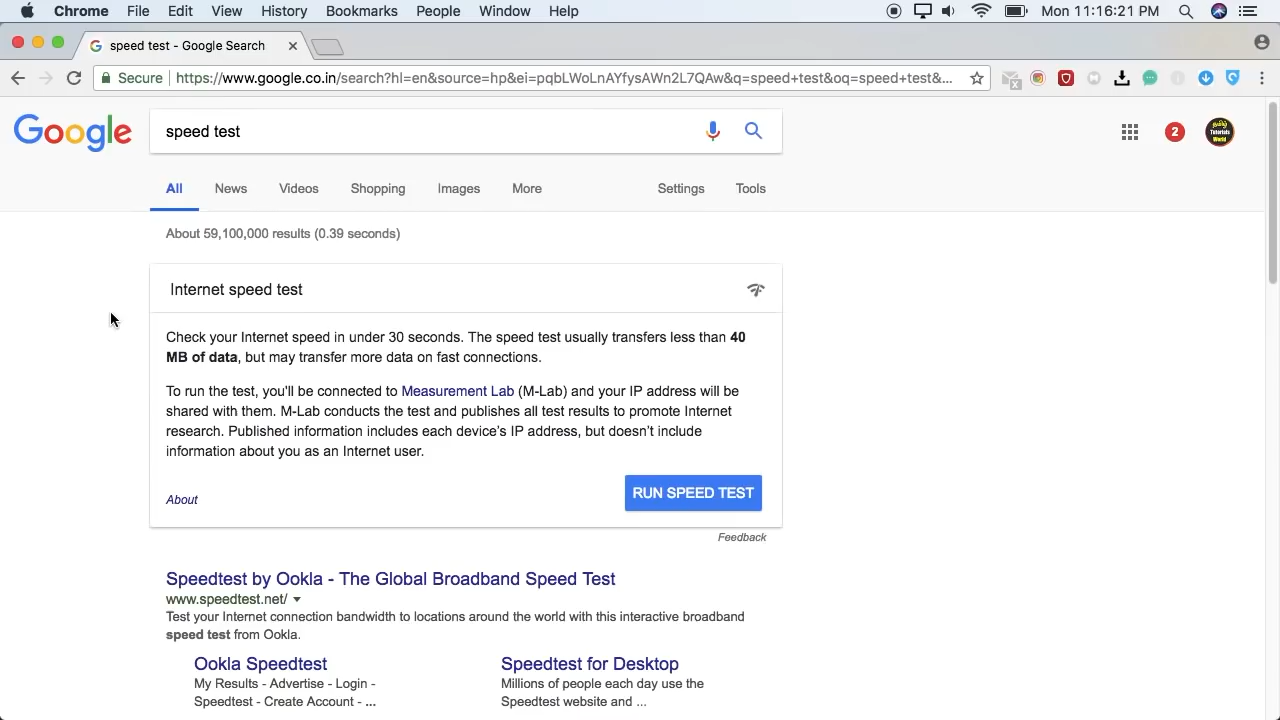 Chrome File Edit View History Bookmarks People Window Help Mon 11:16:21 PM
speed test - Google Search
Secure https://www.google.co.in/search?hl=en&source=hp&ei=pqbLWoLnAYfysAWn2L7QAw&q=speed+test&oq=speed+test&...
Google speed test 2
All News Videos Shopping Images More Settings Tools
About 59,100,000 results (0.39 seconds)
Internet speed test
Check your Internet speed in under 30 seconds. The speed test usually transfers less than 40
MB of data, but may transfer more data on fast connections.
To run the test, you'll be connected to Measurement Lab (M-Lab) and your IP address will be
shared with them. M-Lab conducts the test and publishes all test results to promote Internet
research. Published information includes each device's IP address, but doesn't include
information about you as an Internet user.
About RUN SPEED TEST
Feedback
Speedtest by Ookla - The Global Broadband Speed Test
www.speedtest.net/
Test your Internet connection bandwidth to locations around the world with this interactive broadband
speed test from Ookla.
Ookla Speedtest
My Results - Advertise - Login -
Speedtest - Create Account - ...
Speedtest for Desktop
Millions of people each day use the
Speedtest website and ...